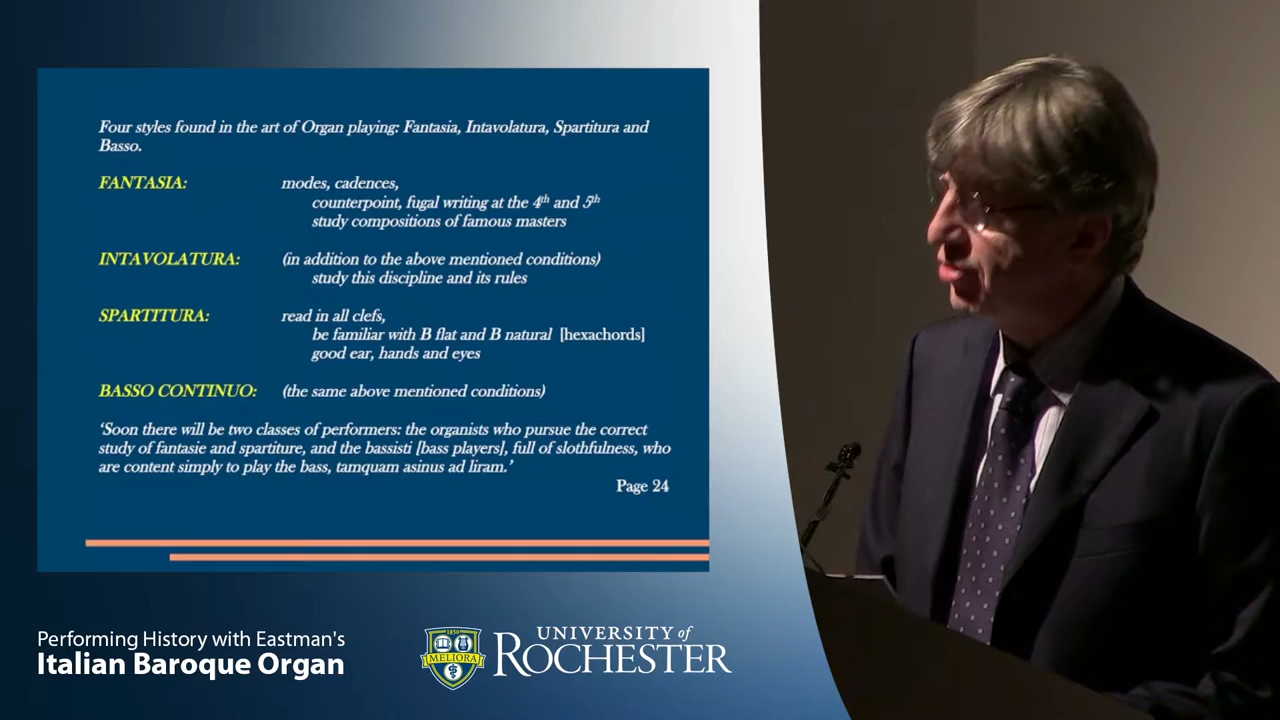 Four styles found in the art of Organ playing: Fantasia, Intavolatura, Spartitura and
Basso.
FANTASIA: modes, cadences,
counterpoint, fugal writing at the 4th and 5th
study compositions of famous masters
INTAVOLATURA: (in addition to the above mentioned conditions)
study this discipline and its rules
SPARTITURA: read in all clefs,
be familiar with B flat and B natural [hexachords]
good ear, hands and eyes
BASSO CONTINUO: (the same above mentioned conditions)
‘Soon there will be two classes of performers: the organists who pursue the correct
study of fantasie and spartiture, and the bassisti [bass players], full of slothfulness, who
are content simply to play the bass, tamquam asinus ad liram.’
Page 24
Performing History with Eastman's
Italian Baroque Organ
1850
MELIORA
UNIVERSITY of
ROCHESTER